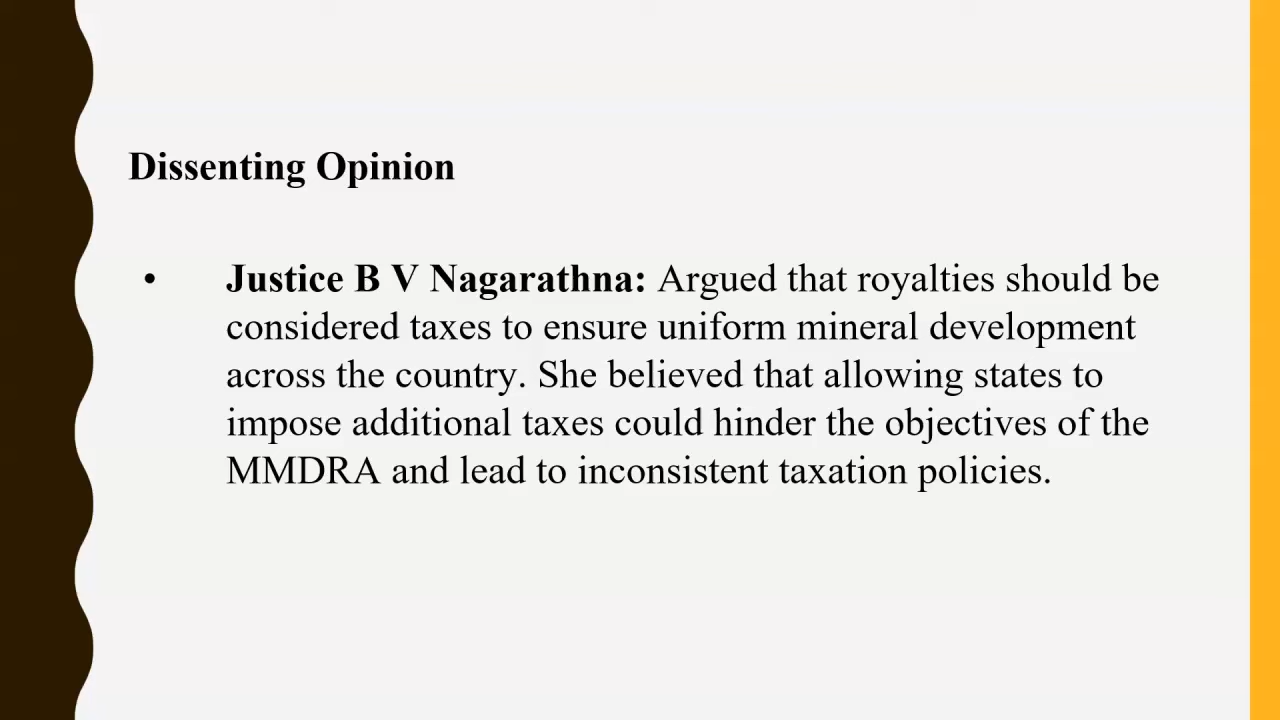 Dissenting Opinion
• Justice B V Nagarathna: Argued that royalties should be
considered taxes to ensure uniform mineral development
across the country. She believed that allowing states to
impose additional taxes could hinder the objectives of the
MMDRA and lead to inconsistent taxation policies.